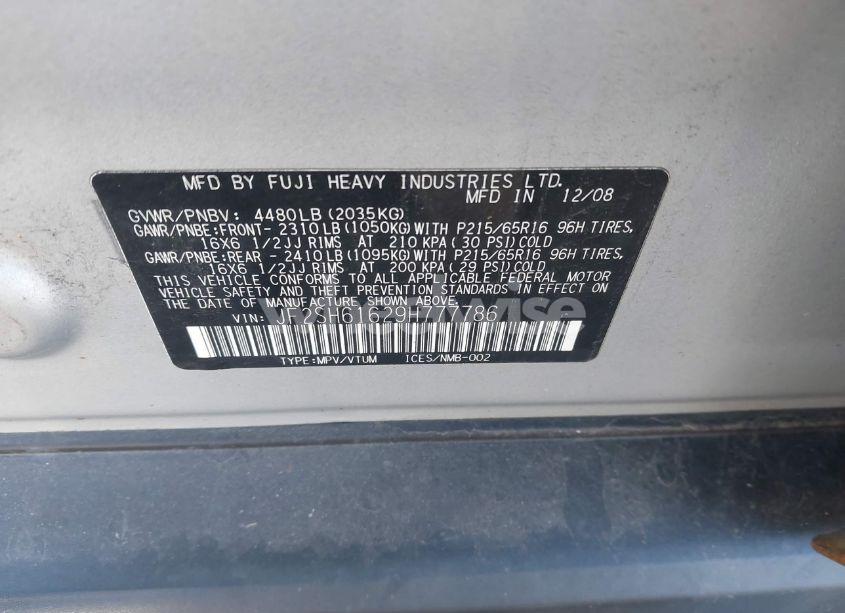 MFD BY FUJI HEAVY INDUSTRIES LTD.
MFD IN 12/08
GVWR/PNBV: 4480LB (2035KG)
GAWR/PNBE:FRONT- 2310LB (1050KG) WITH P215/65R16 96H TIRES,
16X6 1/2JJ RIMS AT 210 KPA (30 PSI) COLD
GAWR/PNBE:REAR - 2410LB (1095KG) WITH P215/65R16 96H TIRES,
16X6 1/2JJ RIMS AT 200 KPA (29 PSI) COLD
THIS VEHICLE CONFORMS TO ALL APPLICABLE FEDERAL MOTOR
VEHICLE SAFETY AND THEFT PREVENTION STANDARDS IN EFFECT ON
THE DATE OF MANUFACTURE SHOWN ABOVE.
VIN:
TYPE:MPV/VTUM ICES/NMB-002